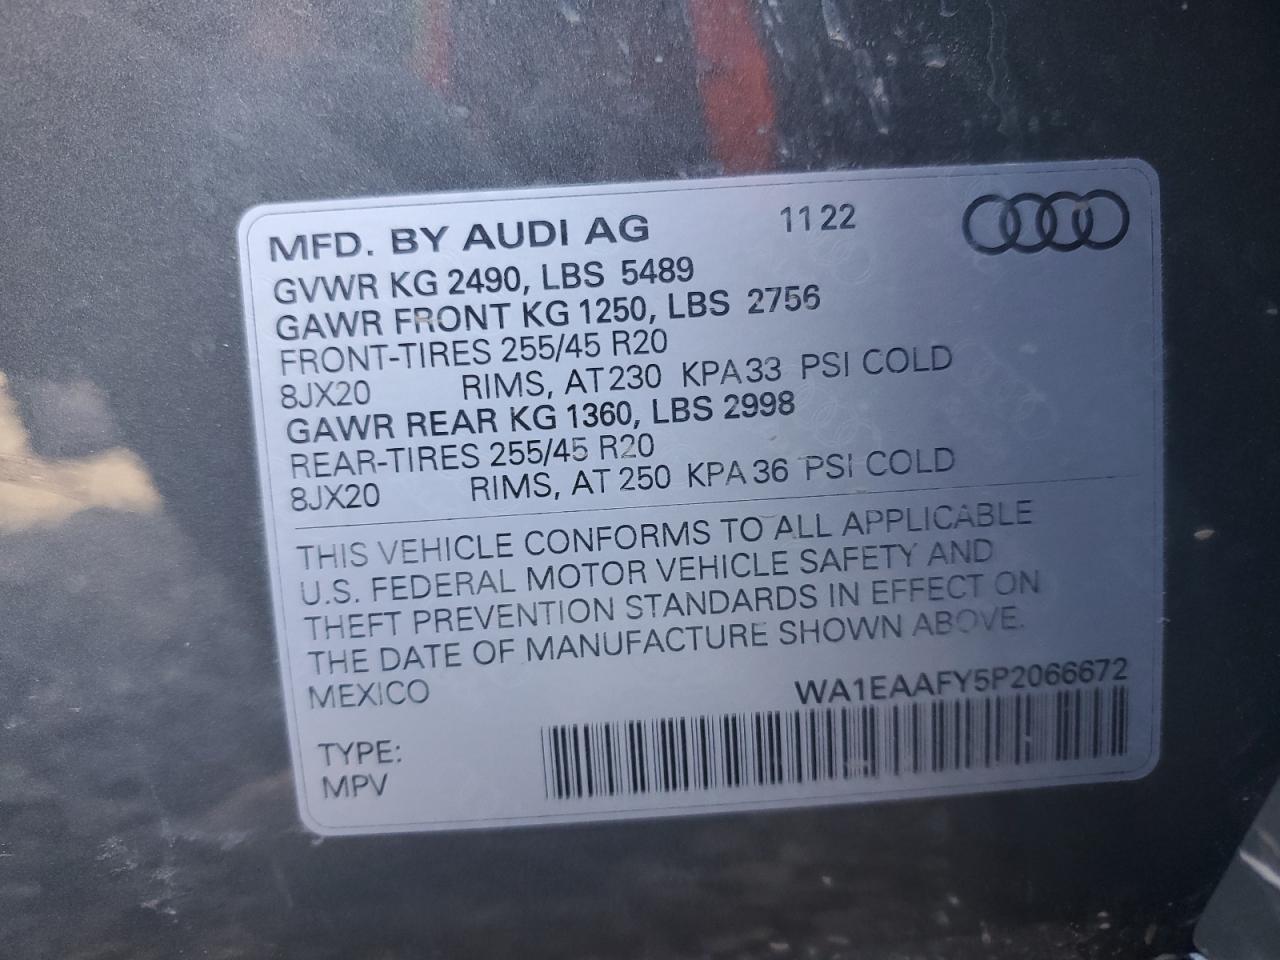 MFD. BY AUDI AG 11 22
GVWR KG 2490, LBS 5489
GAWR FRONT KG 1250, LBS 2756
FRONT-TIRES 255/45 R20
8JX20 RIMS, AT 230 KPA 33 PSI COLD
GAWR REAR KG 1360, LBS 2998
REAR-TIRES 255/45 R20
8JX20 RIMS, AT 250 KPA 36 PSI COLD
THIS VEHICLE CONFORMS TO ALL APPLICABLE
U.S. FEDERAL MOTOR VEHICLE SAFETY AND
THEFT PREVENTION STANDARDS IN EFFECT ON
THE DATE OF MANUFACTURE SHOWN ABOVE.
MEXICO WA1EAAFY5P2066672
TYPE:
MPV